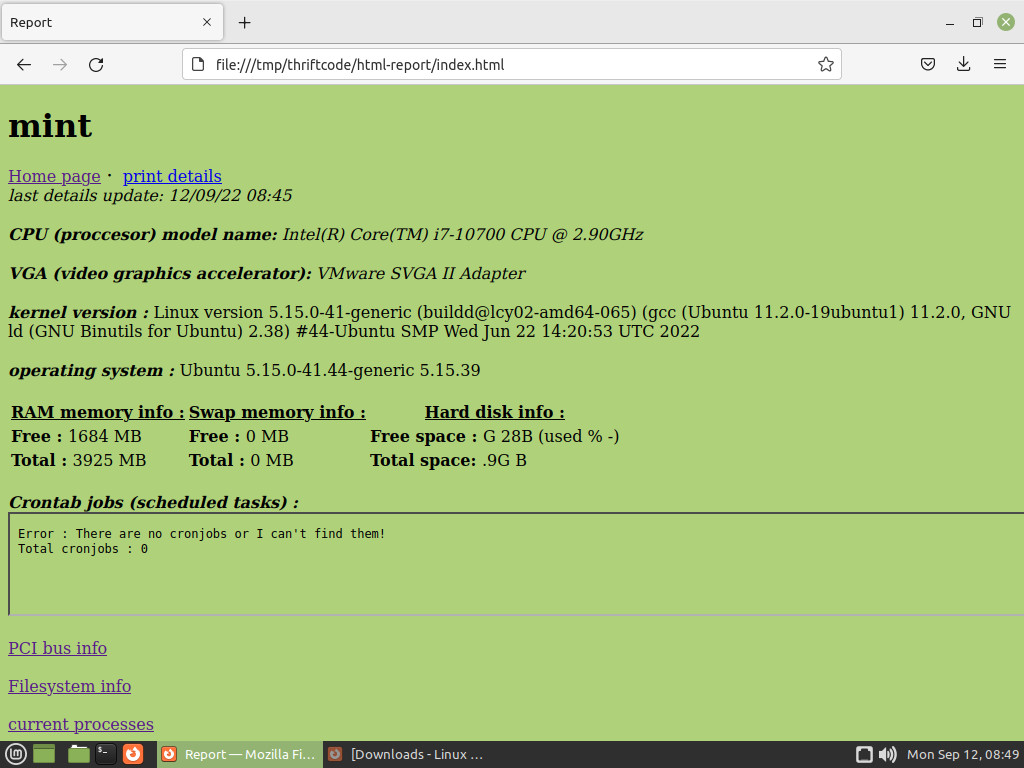 Report
file:///tmp/thriftcode/html-report/index.html
mint
Home page · print details
last details update: 12/09/22 08:45
CPU (proccesor) model name: Intel(R) Core(TM) i7-10700 CPU @ 2.90GHz
VGA (video graphics accelerator): VMware SVGA II Adapter
kernel version : Linux version 5.15.0-41-generic (buildd@lcy02-amd64-065) (gcc (Ubuntu 11.2.0-19ubuntu1) 11.2.0, GNU
ld (GNU Binutils for Ubuntu) 2.38) #44-Ubuntu SMP Wed Jun 22 14:20:53 UTC 2022
operating system : Ubuntu 5.15.0-41.44-generic 5.15.39
RAM memory info : Swap memory info : Hard disk info :
Free : 1684 MB Free : 0 MB Free space : G 28B (used % -)
Total : 3925 MB Total : 0 MB Total space: .9G B
Crontab jobs (scheduled tasks) :
Error : There are no cronjobs or I can't find them!
Total cronjobs : 0
PCI bus info
Filesystem info
current processes
Report — Mozilla Fi... [Downloads - Linux ... Mon Sep 12, 08:49